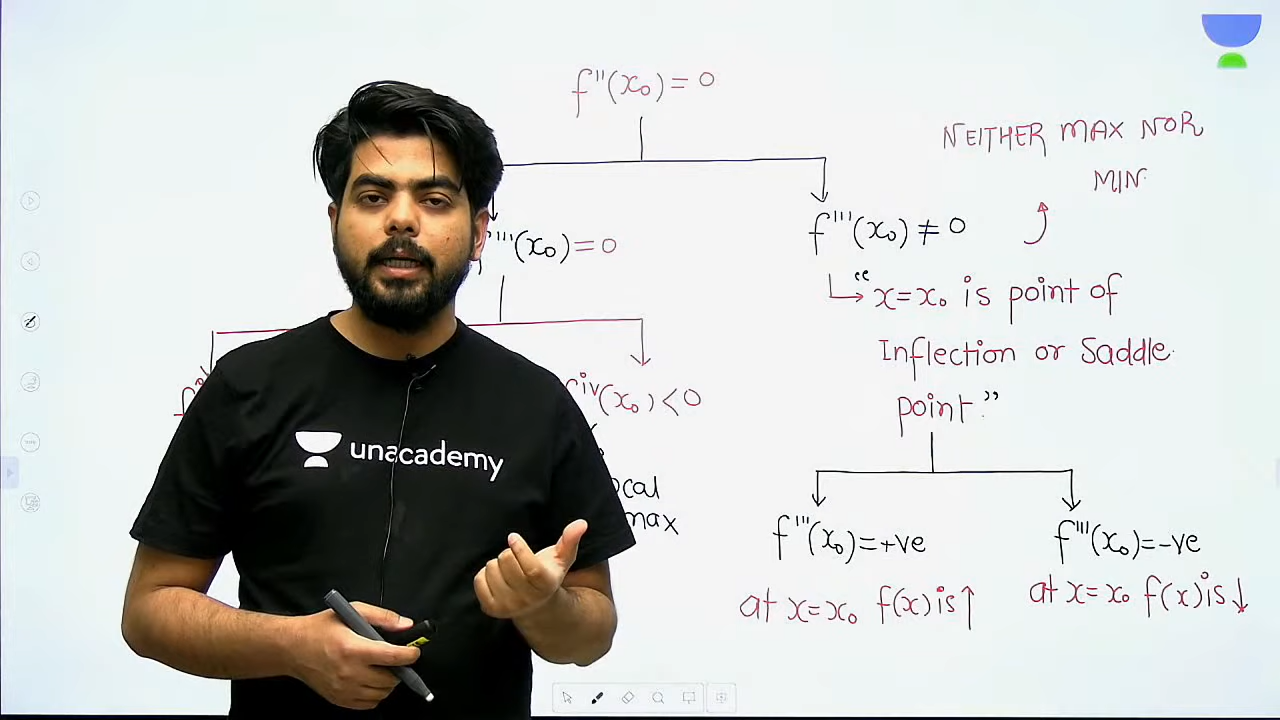 f''(x₀) = 0
NEITHER MAX NOR
MIN.
f'''(x₀) ≠ 0
'''(x₀) = 0
“x = x₀ is point of
Inflection or Saddle
point.”
iv(x₀) < 0
unacademy
ocal
max
f'''(x₀) = +ve
f'''(x₀) = -ve
at x = x₀ f(x) is ↑
at x = x₀ f(x) is ↓